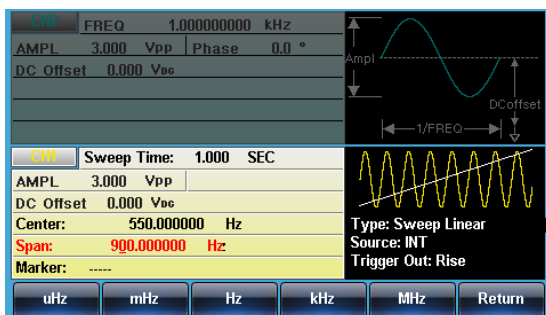 CH2 FREQ 1.000000000 kHz
AMPL 3.000 Vpp Phase 0.0 °
DC Offset 0.000 VDC
Ampl
DCoffset
1/FREQ
CH1 Sweep Time: 1.000 SEC
AMPL 3.000 Vpp
DC Offset 0.000 VDC
Center: 550.000000 Hz
Span: 900.000000 Hz
Marker: -----
Type: Sweep Linear
Source: INT
Trigger Out: Rise
uHz mHz Hz kHz MHz Return